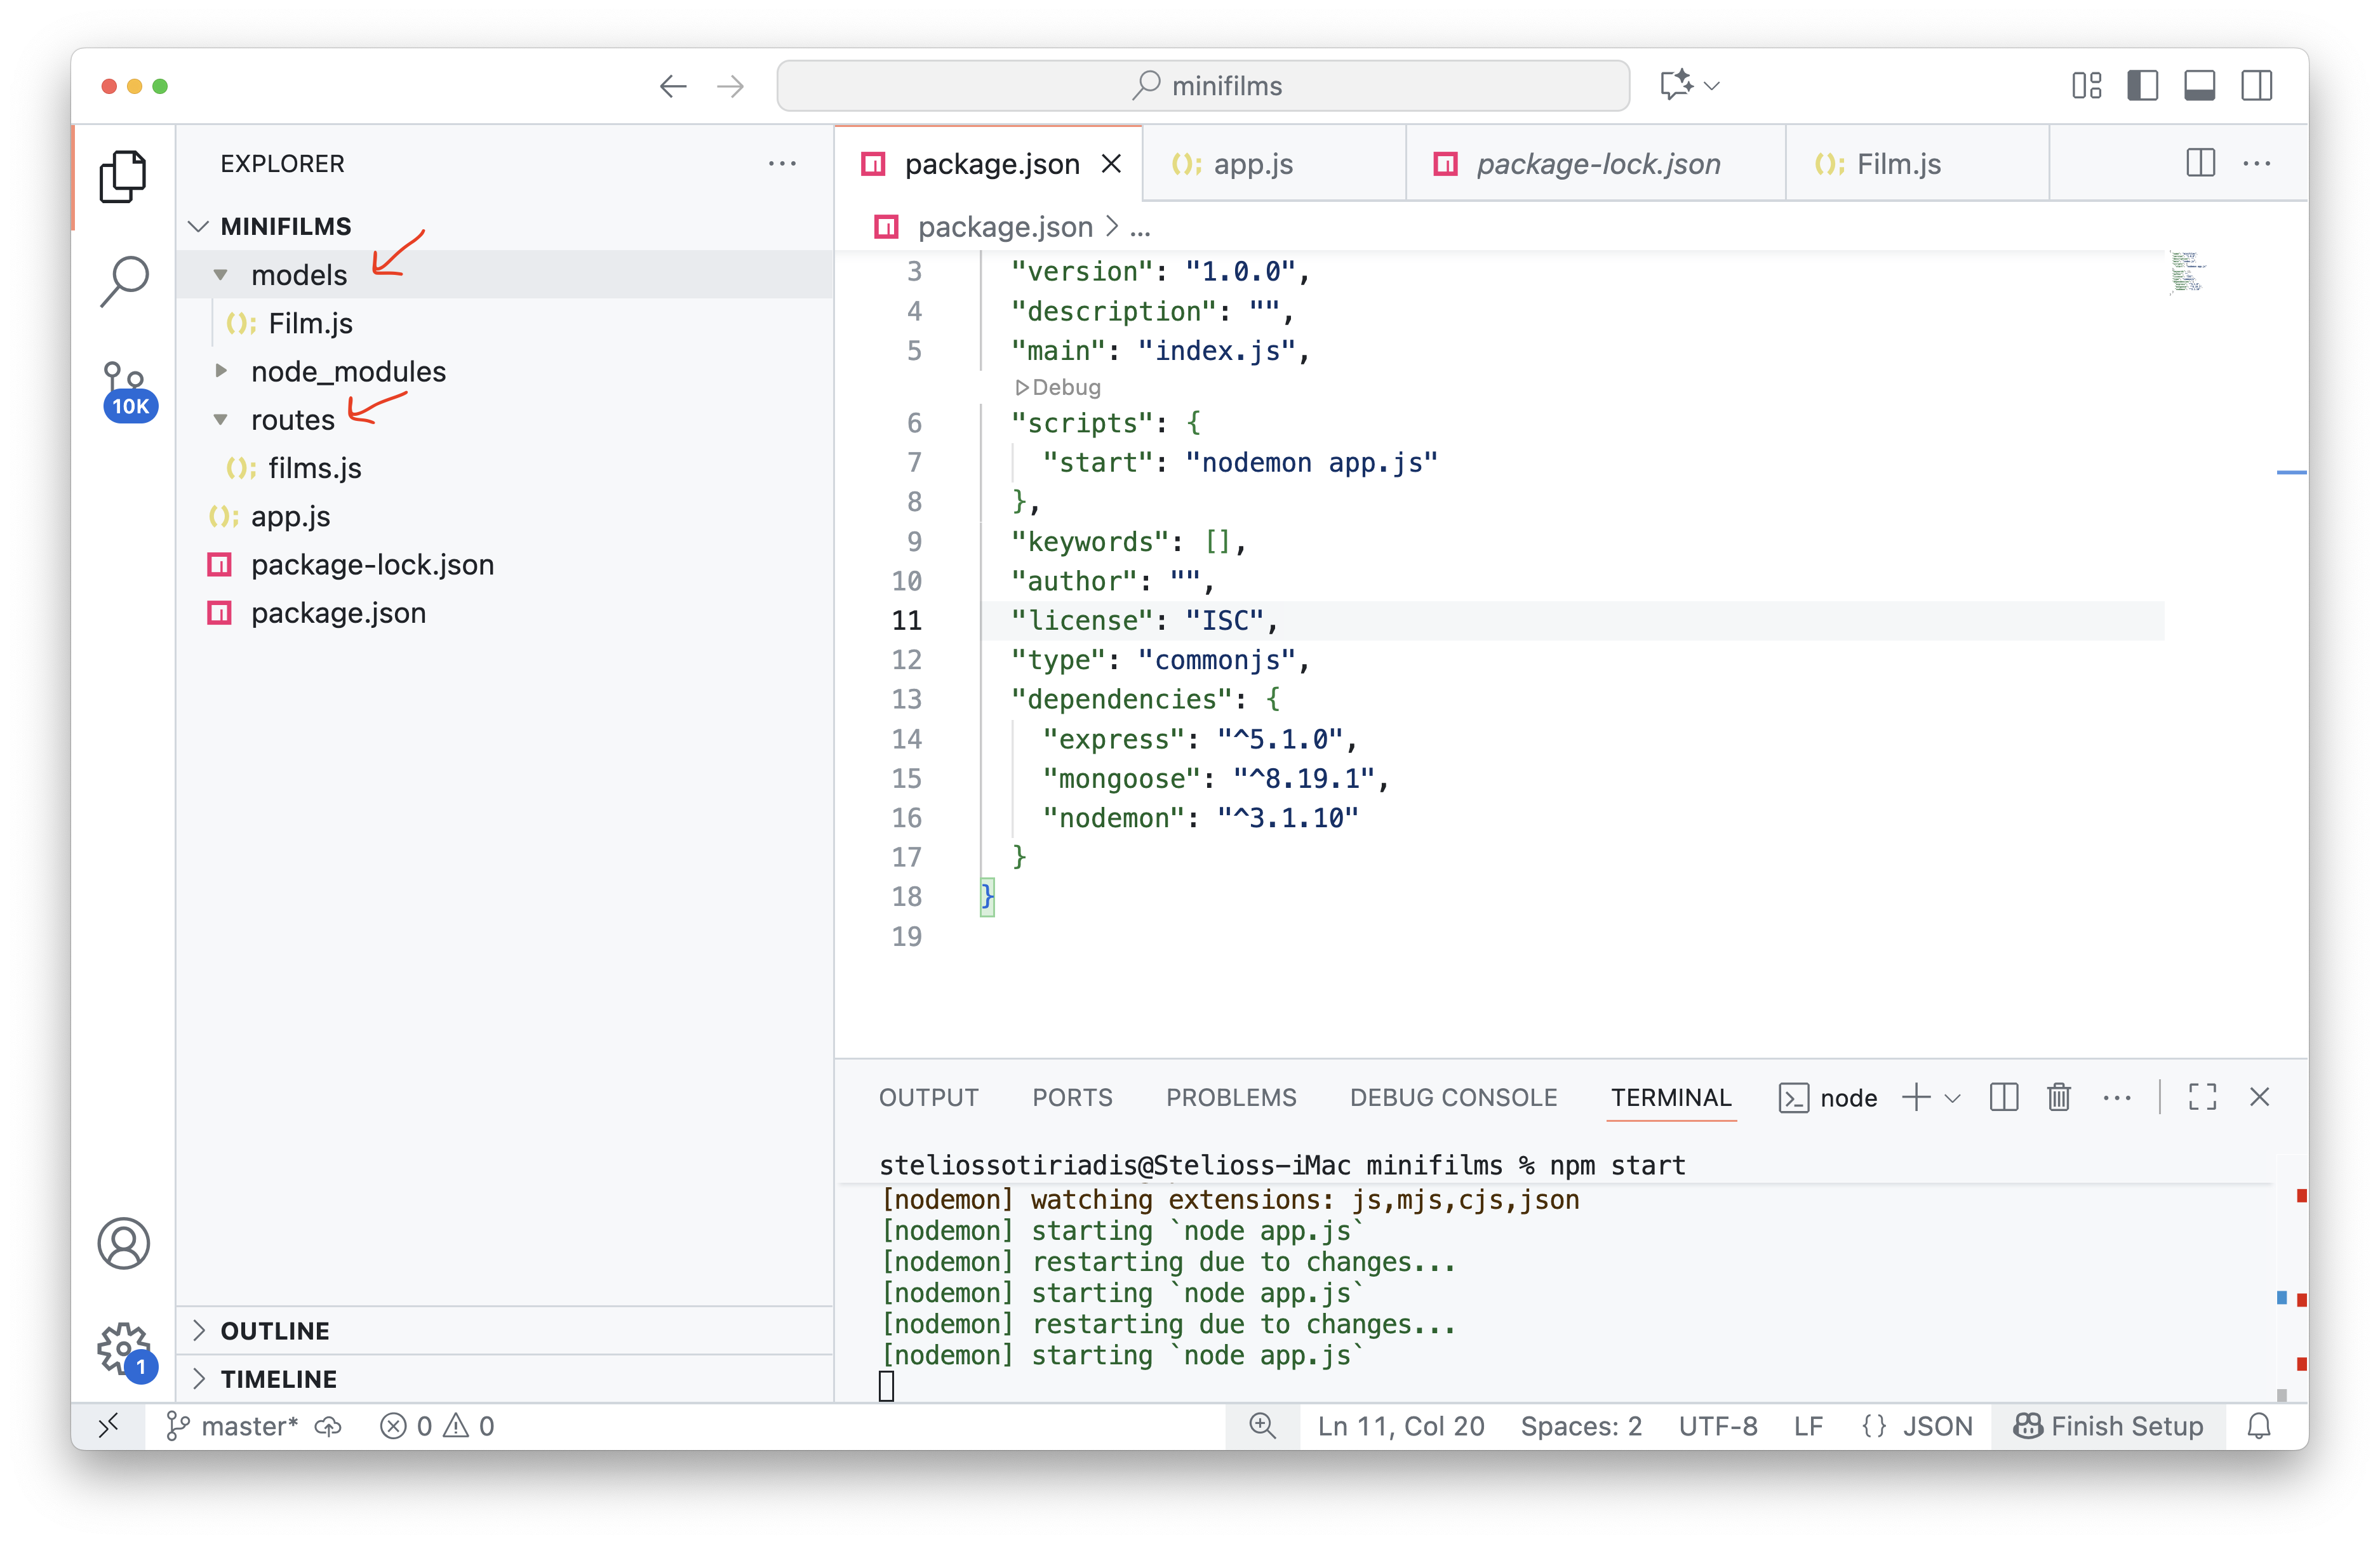 minifilms
EXPLORER
MINIFILMS
models
Film.js
node_modules
routes
films.js
app.js
package-lock.json
package.json
10K
1
OUTLINE
TIMELINE
package.json
app.js
package-lock.json
Film.js
package.json > ...
3 "version": "1.0.0",
4 "description": "",
5 "main": "index.js",
Debug
6 "scripts": {
7 "start": "nodemon app.js"
8 },
9 "keywords": [],
10 "author": "",
11 "license": "ISC",
12 "type": "commonjs",
13 "dependencies": {
14 "express": "^5.1.0",
15 "mongoose": "^8.19.1",
16 "nodemon": "^3.1.10"
17 }
18 }
19
OUTPUT PORTS PROBLEMS DEBUG CONSOLE TERMINAL node
steliossotiriadis@Stelioss-iMac minifilms % npm start
[nodemon] watching extensions: js,mjs,cjs,json
[nodemon] starting `node app.js`
[nodemon] restarting due to changes...
[nodemon] starting `node app.js`
[nodemon] restarting due to changes...
[nodemon] starting `node app.js`
master* 0 0 Ln 11, Col 20 Spaces: 2 UTF-8 LF {} JSON Finish Setup